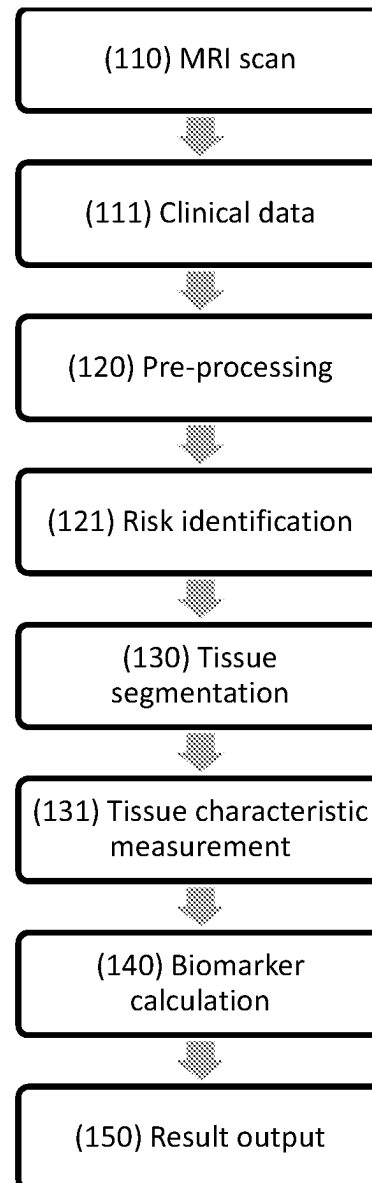 (110) MRI scan
(111) Clinical data
(120) Pre-processing
(121) Risk identification
(130) Tissue
segmentation
(131) Tissue characteristic
measurement
(140) Biomarker
calculation
(150) Result output